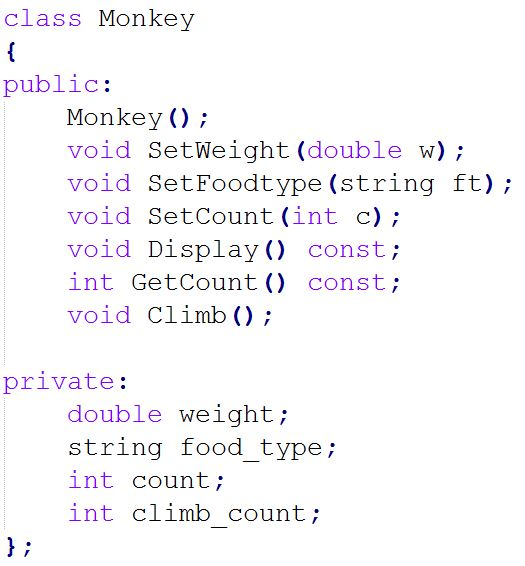 class Monkey
{
public:
    Monkey();
    void SetWeight(double w);
    void SetFoodtype(string ft);
    void SetCount(int c);
    void Display() const;
    int GetCount() const;
    void Climb();

private:
    double weight;
    string food_type;
    int count;
    int climb_count;
};